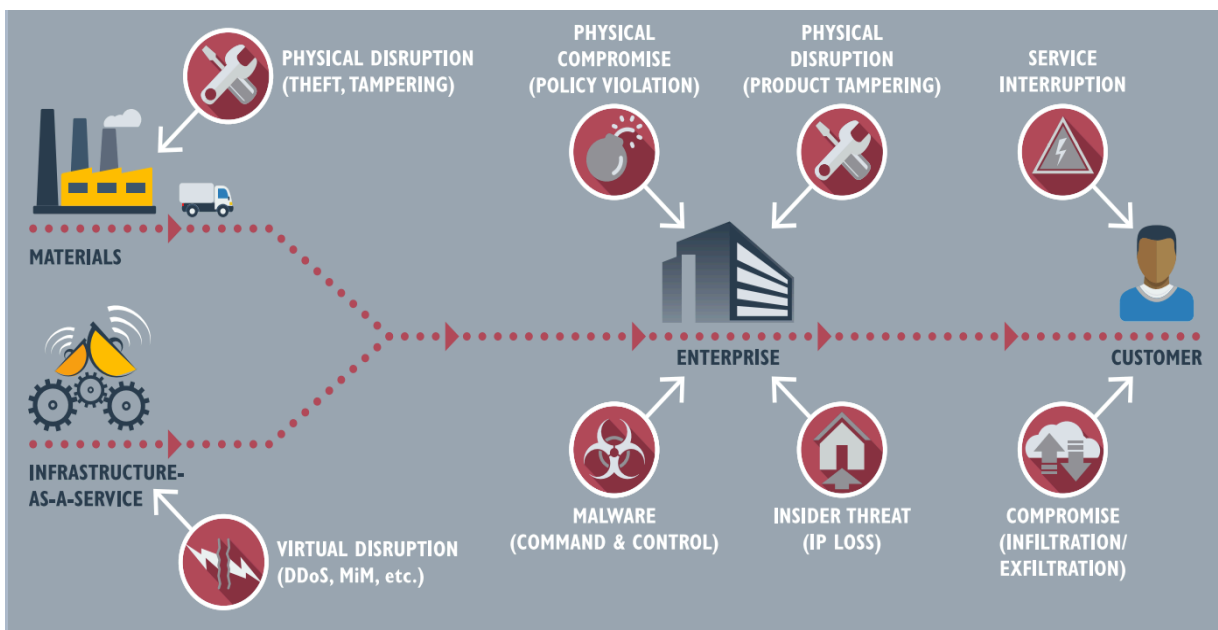 PHYSICAL DISRUPTION
(THEFT, TAMPERING)
PHYSICAL
COMPROMISE
(POLICY VIOLATION)
PHYSICAL
DISRUPTION
(PRODUCT TAMPERING)
SERVICE
INTERRUPTION
MATERIALS
ENTERPRISE
CUSTOMER
INFRASTRUCTURE-
AS-A-SERVICE
VIRTUAL DISRUPTION
(DDoS, MiM, etc.)
MALWARE
(COMMAND & CONTROL)
INSIDER THREAT
(IP LOSS)
COMPROMISE
(INFILTRATION/
EXFILTRATION)